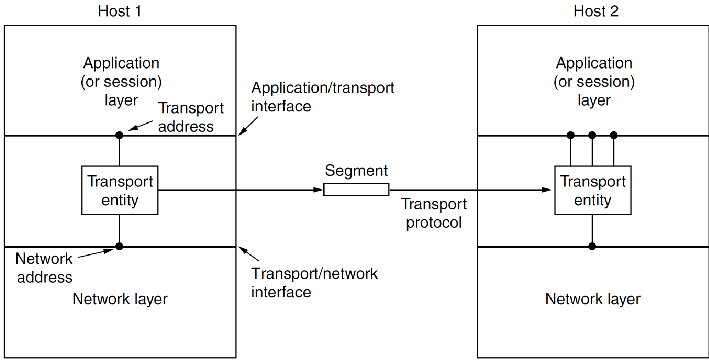 Host 1
Host 2
Application
(or session)
layer
Transport
address
Application/transport
interface
Application
(or session)
layer
Transport
entity
Segment
Transport
protocol
Transport
entity
Network
address
Network layer
Transport/network
interface
Network layer